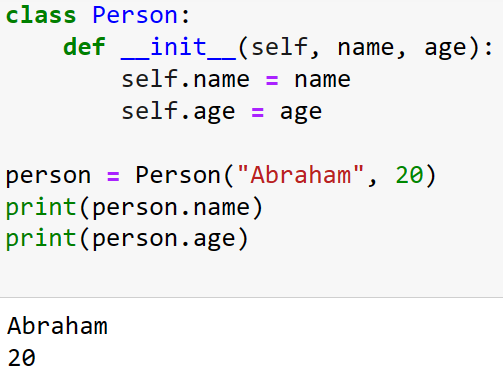 class Person:
    def __init__(self, name, age):
        self.name = name
        self.age = age

person = Person("Abraham", 20)
print(person.name)
print(person.age)

Abraham
20